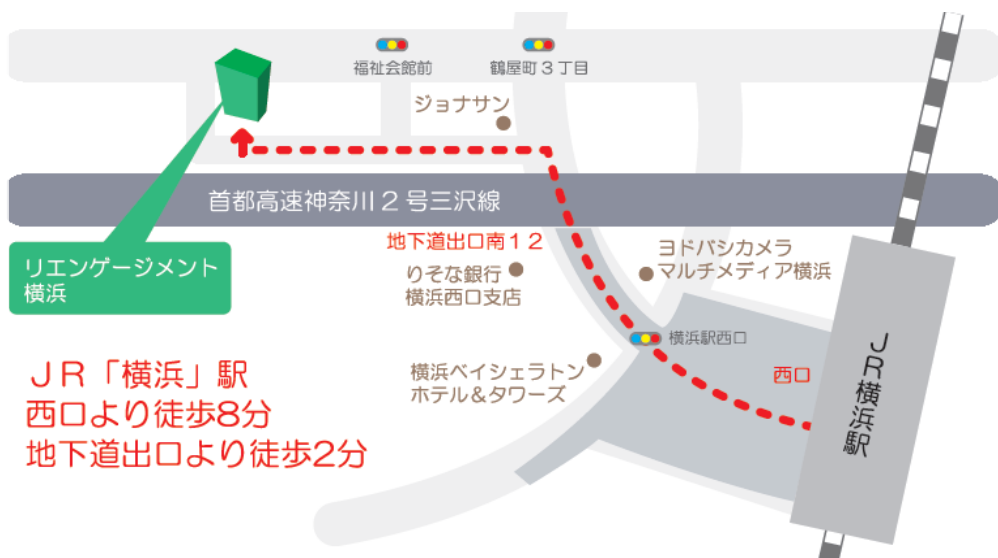 福祉会館前
鶴屋町3丁目
ジョナサン
首都高速神奈川2号三沢線
地下道出口南12
ヨドバシカメラ
マルチメディア横浜
リエンゲージメント
横浜
りそな銀行
横浜西口支店
横浜駅西口
JR横浜駅
横浜ベイシェラトン
ホテル&タワーズ
西口
JR「横浜」駅
西口より徒歩8分
地下道出口より徒歩2分